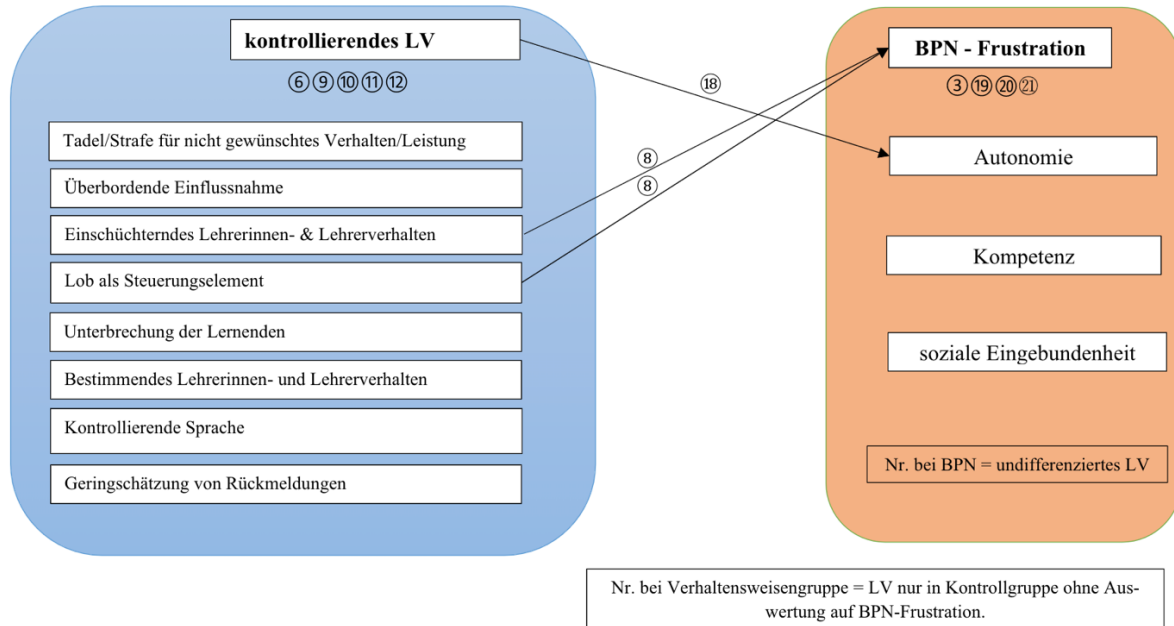 kontrollierendes LV
⑥⑨⑩⑪⑫
Tadel/Strafe für nicht gewünschtes Verhalten/Leistung
Überbordende Einflussnahme
Einschüchterndes Lehrerinnen- & Lehrerverhalten
Lob als Steuerungselement
Unterbrechung der Lernenden
Bestimmendes Lehrerinnen- und Lehrerverhalten
Kontrollierende Sprache
Geringschätzung von Rückmeldungen
⑱
⑧
⑧
BPN - Frustration
③⑲⑳㉑
Autonomie
Kompetenz
soziale Eingebundenheit
Nr. bei BPN = undifferenziertes LV
Nr. bei Verhaltensweisengruppe = LV nur in Kontrollgruppe ohne Aus-
wertung auf BPN-Frustration.